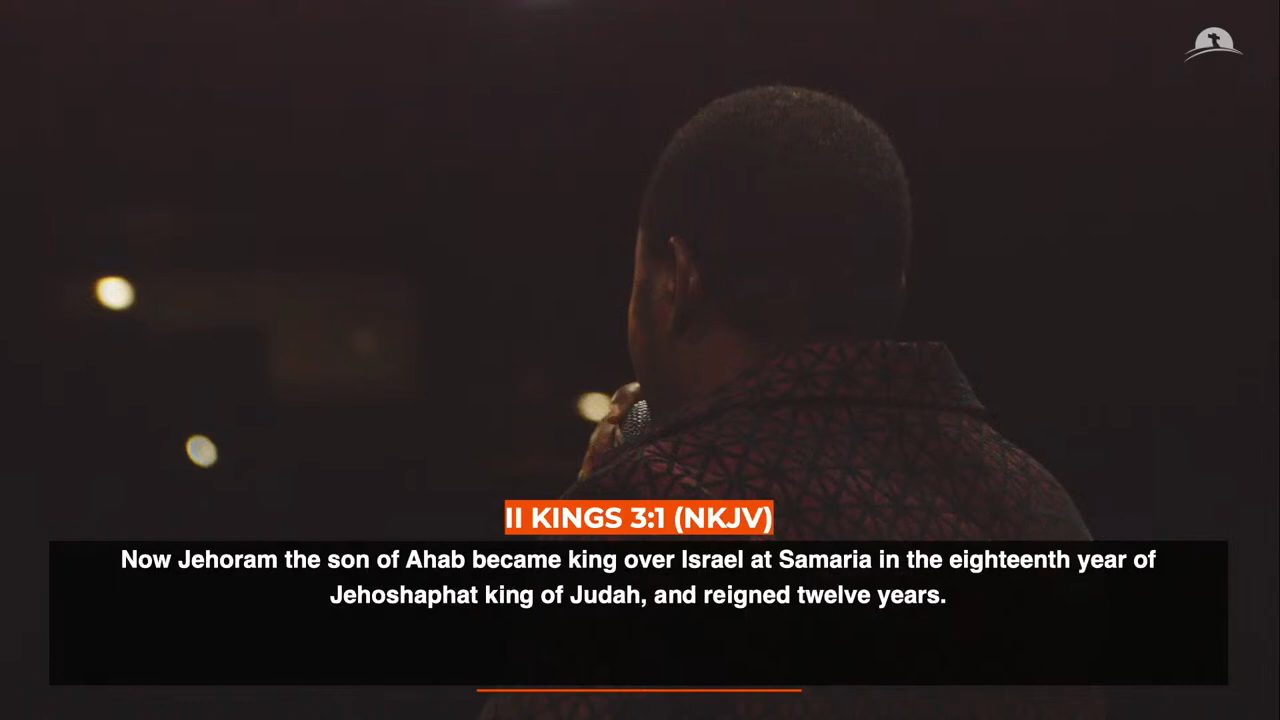 II KINGS 3:1 (NKJV)
Now Jehoram the son of Ahab became king over Israel at Samaria in the eighteenth year of
Jehoshaphat king of Judah, and reigned twelve years.